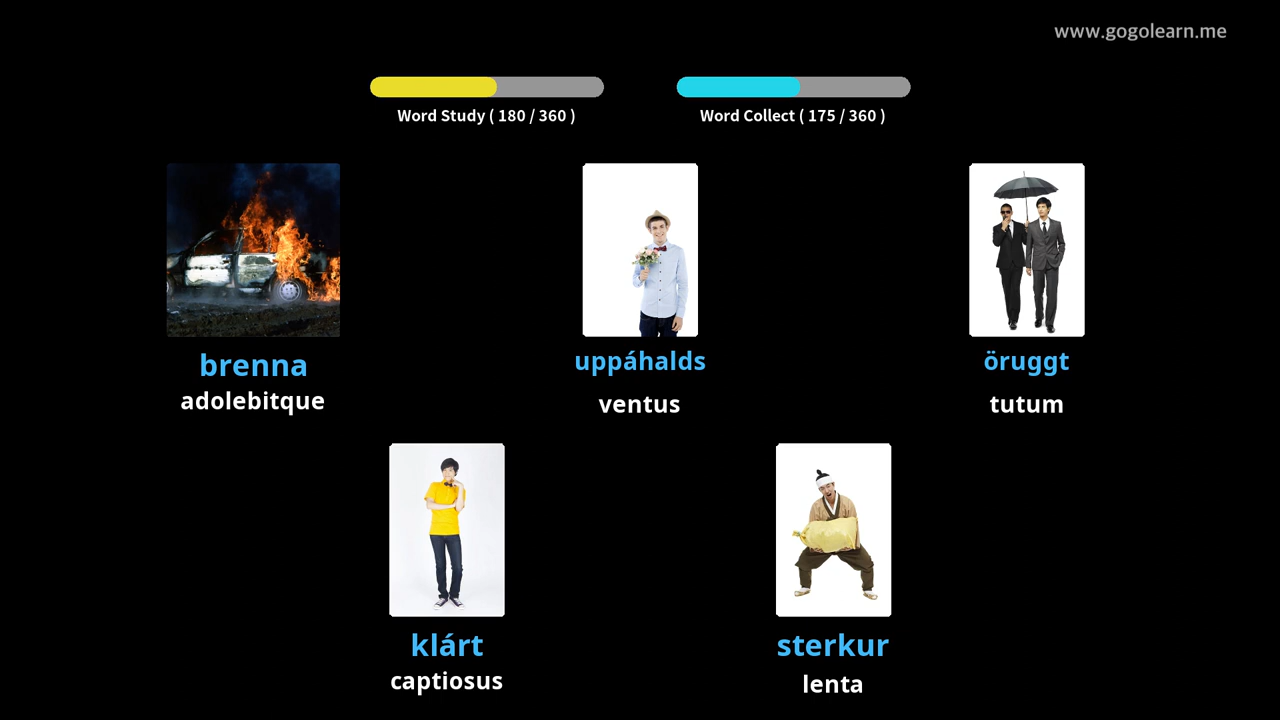 www.gogolearn.me
Word Study ( 180 / 360 )
Word Collect ( 175 / 360 )
brenna
adolebitque
uppáhalds
ventus
öruggt
tutum
klárt
captiosus
sterkur
lenta